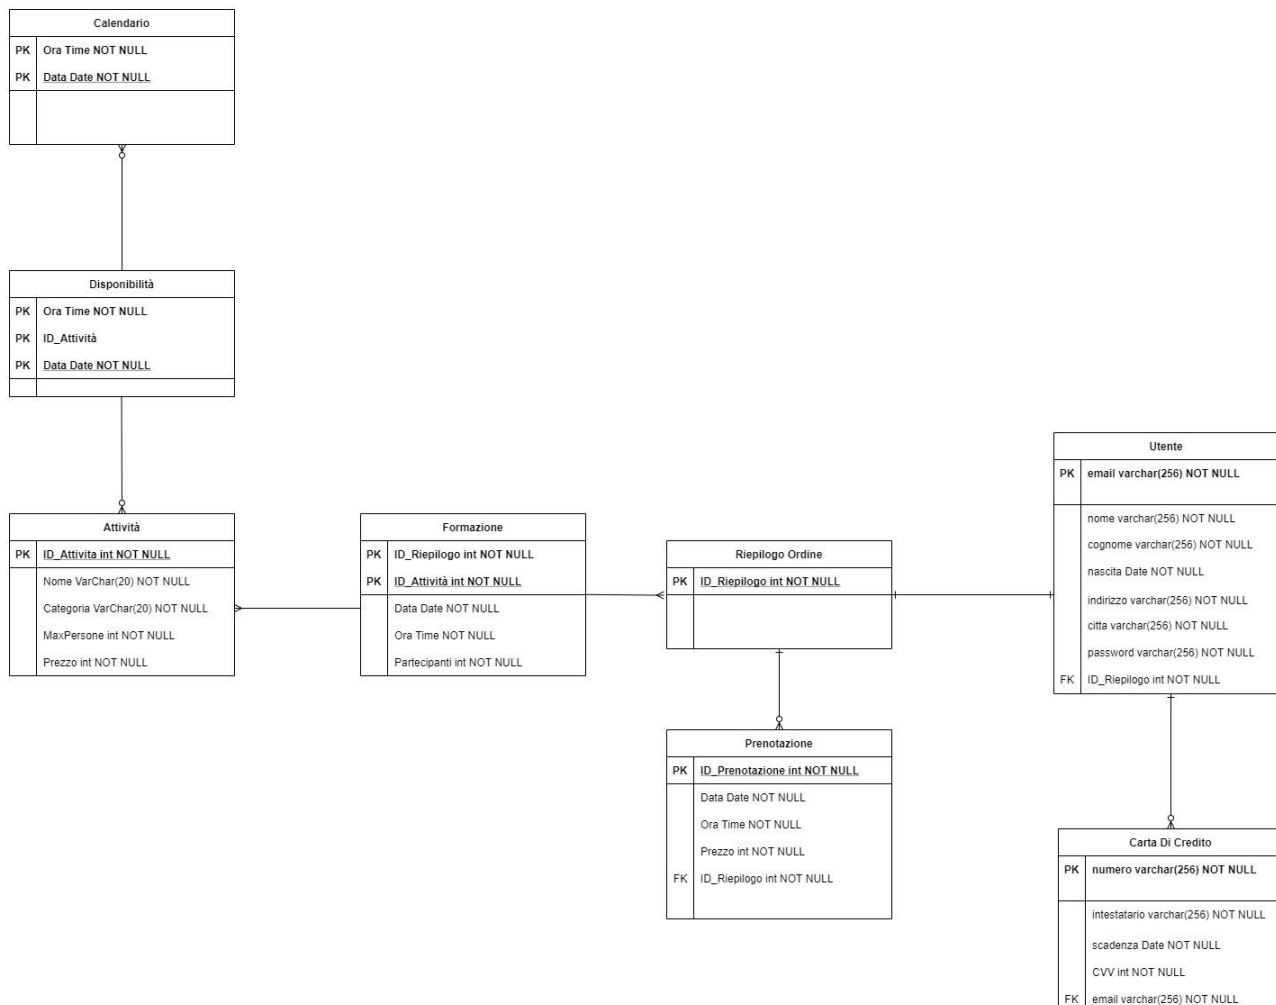 Calendario
PK Ora Time NOT NULL
PK Data Date NOT NULL
Disponibilità
PK Ora Time NOT NULL
PK ID_Attività
PK Data Date NOT NULL
Attività
PK ID_Attivita int NOT NULL
Nome VarChar(20) NOT NULL
Categoria VarChar(20) NOT NULL
MaxPersone int NOT NULL
Prezzo int NOT NULL
Formazione
PK ID_Riepilogo int NOT NULL
PK ID_Attività int NOT NULL
Data Date NOT NULL
Ora Time NOT NULL
Partecipanti int NOT NULL
Riepilogo Ordine
PK ID_Riepilogo int NOT NULL
Prenotazione
PK ID_Prenotazione int NOT NULL
Data Date NOT NULL
Ora Time NOT NULL
Prezzo int NOT NULL
FK ID_Riepilogo int NOT NULL
Utente
PK email varchar(256) NOT NULL
nome varchar(256) NOT NULL
cognome varchar(256) NOT NULL
nascita Date NOT NULL
indirizzo varchar(256) NOT NULL
citta varchar(256) NOT NULL
password varchar(256) NOT NULL
FK ID_Riepilogo int NOT NULL
Carta Di Credito
PK numero varchar(256) NOT NULL
intestatario varchar(256) NOT NULL
scadenza Date NOT NULL
CVV int NOT NULL
FK email varchar(256) NOT NULL